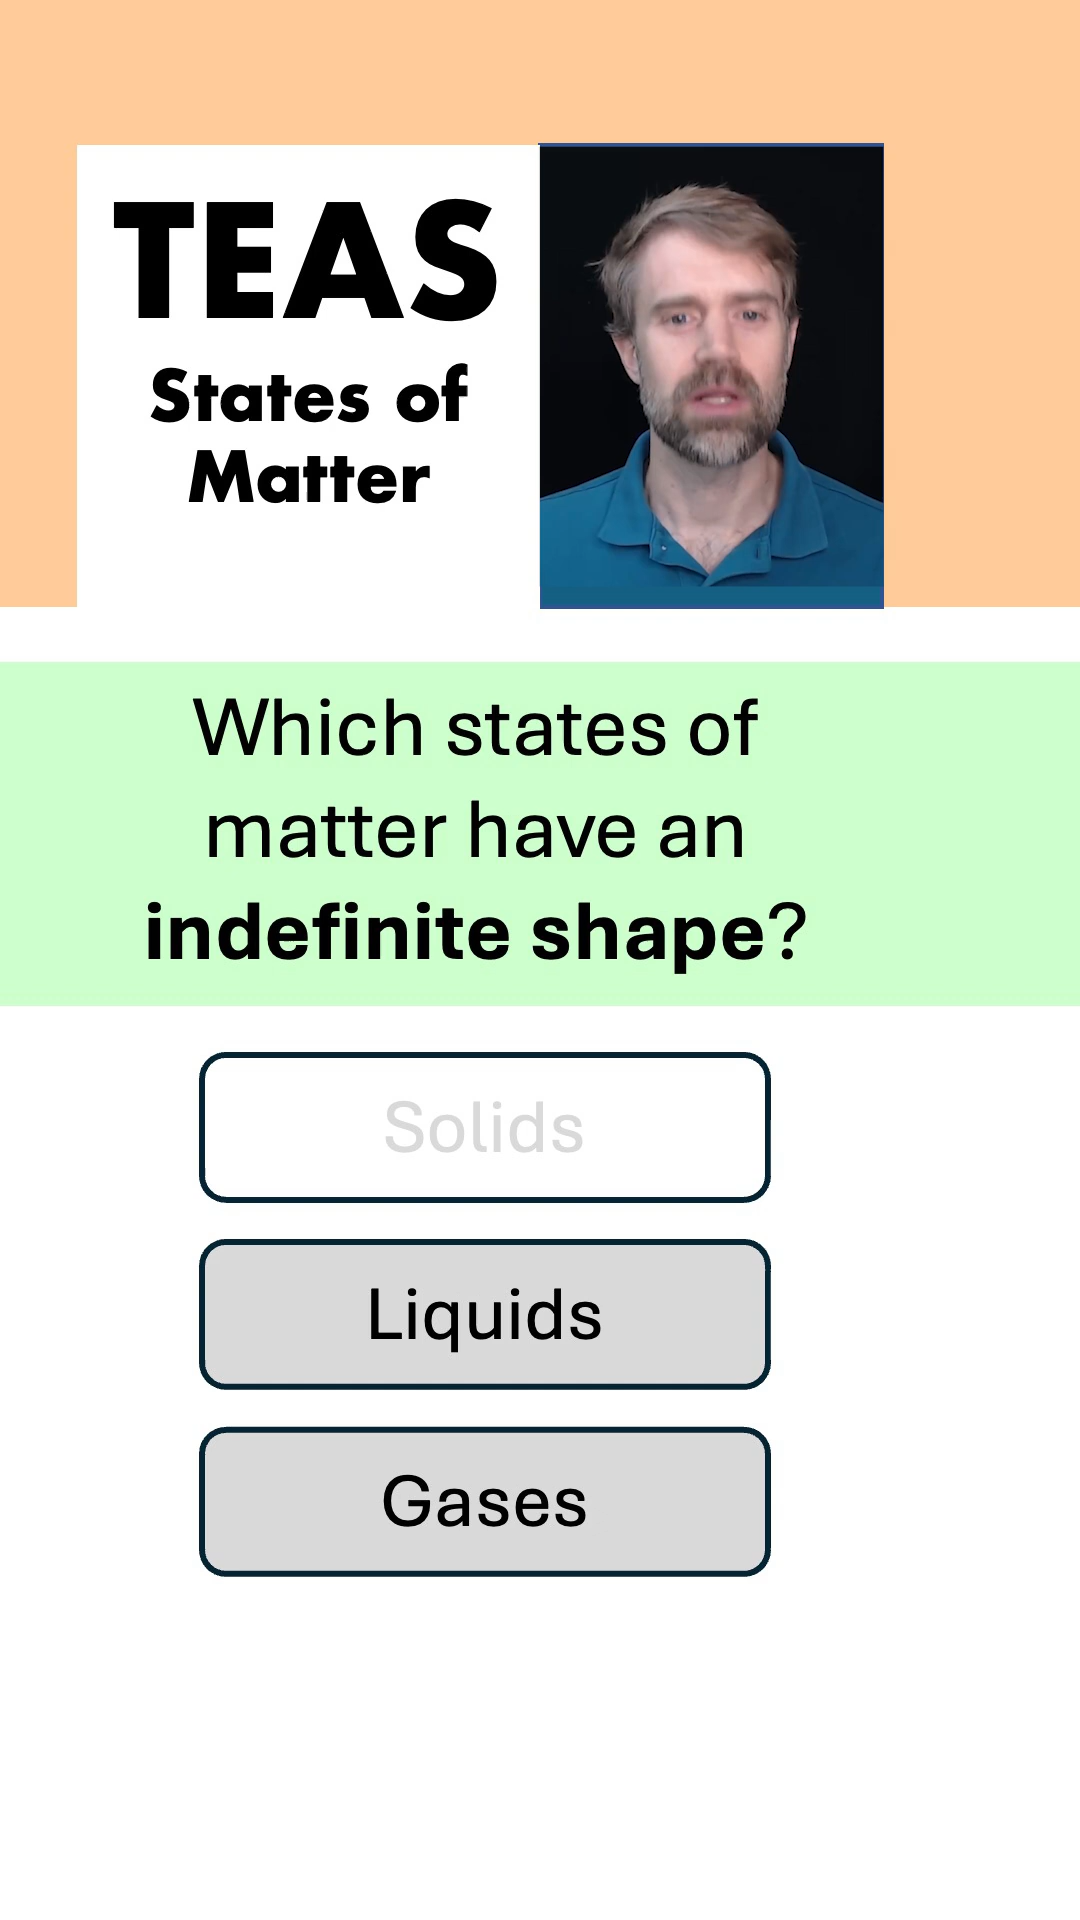 TEAS
States of
Matter
Which states of
matter have an
indefinite shape?
Solids
Liquids
Gases